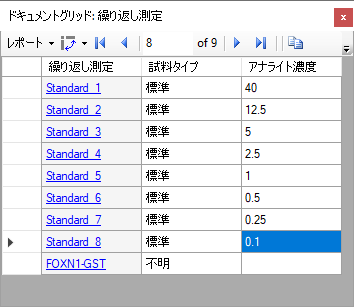 ドキュメントグリッド: 繰り返し測定
レポート 8 of 9
繰り返し測定 試料タイプ アナライト濃度
Standard_1 標準 40
Standard_2 標準 12.5
Standard_3 標準 5
Standard_4 標準 2.5
Standard_5 標準 1
Standard_6 標準 0.5
Standard_7 標準 0.25
Standard_8 標準 0.1
FOXN1-GST 不明